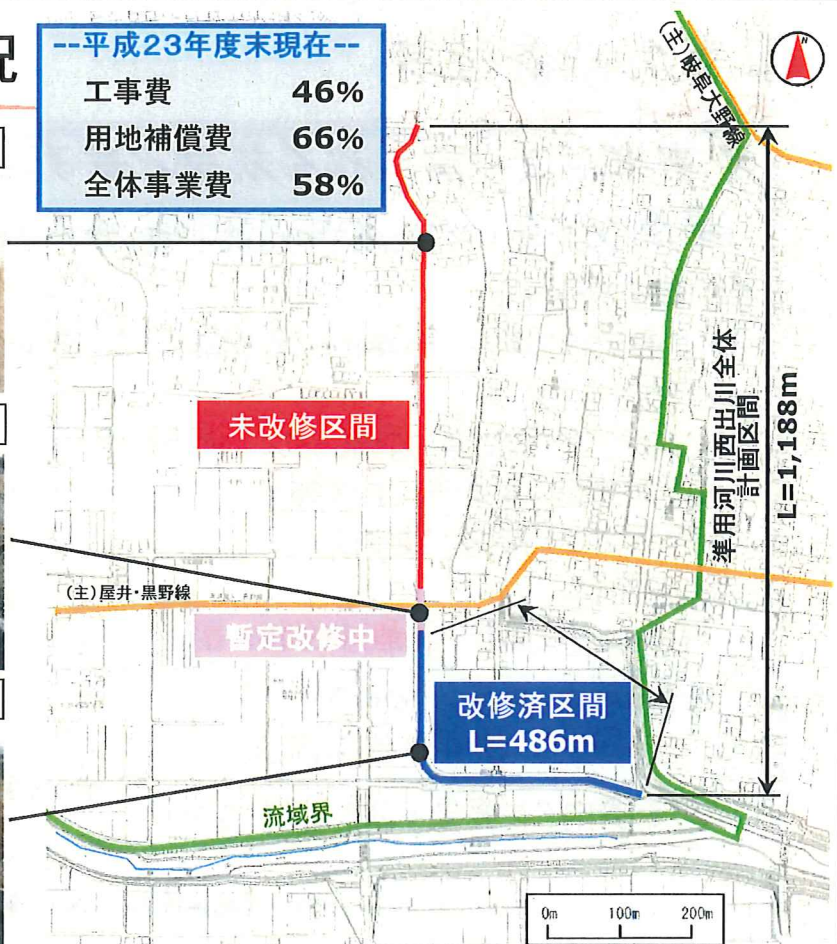 況
--平成23年度末現在--
工事費 46%
用地補償費 66%
全体事業費 58%
N
(主)岐阜大野線
未改修区間
準用河川西出川全体
計画区間
L=1,188m
(主)屋井・黒野線
暫定改修中
改修済区間
L=486m
流域界
0m 100m 200m